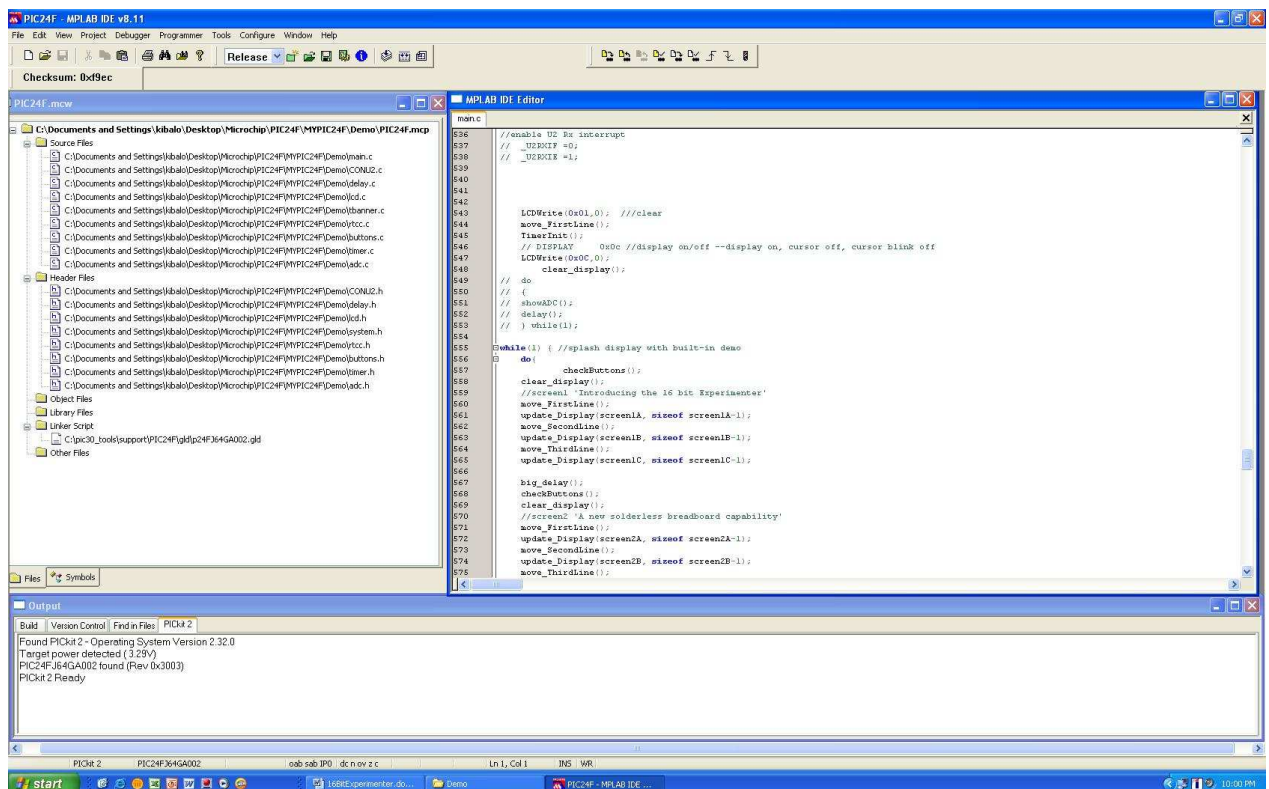 PIC24F - MPLAB IDE v8.11
File Edit View Project Debugger Programmer Tools Configure Window Help
Release
Checksum: 0xf9ec
PIC24F.mcw
C:\Documents and Settings\kibalo\Desktop\Microchip\PIC24F\MYPIC24F\Demo\PIC24F.mcp
Source Files
C:\Documents and Settings\kibalo\Desktop\Microchip\PIC24F\MYPIC24F\Demo\main.c
C:\Documents and Settings\kibalo\Desktop\Microchip\PIC24F\MYPIC24F\Demo\CONU2.c
C:\Documents and Settings\kibalo\Desktop\Microchip\PIC24F\MYPIC24F\Demo\delay.c
C:\Documents and Settings\kibalo\Desktop\Microchip\PIC24F\MYPIC24F\Demo\lcd.c
C:\Documents and Settings\kibalo\Desktop\Microchip\PIC24F\MYPIC24F\Demo\tbanner.c
C:\Documents and Settings\kibalo\Desktop\Microchip\PIC24F\MYPIC24F\Demo\rtcc.c
C:\Documents and Settings\kibalo\Desktop\Microchip\PIC24F\MYPIC24F\Demo\buttons.c
C:\Documents and Settings\kibalo\Desktop\Microchip\PIC24F\MYPIC24F\Demo\timer.c
C:\Documents and Settings\kibalo\Desktop\Microchip\PIC24F\MYPIC24F\Demo\adc.c
Header Files
C:\Documents and Settings\kibalo\Desktop\Microchip\PIC24F\MYPIC24F\Demo\CONU2.h
C:\Documents and Settings\kibalo\Desktop\Microchip\PIC24F\MYPIC24F\Demo\delay.h
C:\Documents and Settings\kibalo\Desktop\Microchip\PIC24F\MYPIC24F\Demo\lcd.h
C:\Documents and Settings\kibalo\Desktop\Microchip\PIC24F\MYPIC24F\Demo\system.h
C:\Documents and Settings\kibalo\Desktop\Microchip\PIC24F\MYPIC24F\Demo\rtcc.h
C:\Documents and Settings\kibalo\Desktop\Microchip\PIC24F\MYPIC24F\Demo\buttons.h
C:\Documents and Settings\kibalo\Desktop\Microchip\PIC24F\MYPIC24F\Demo\timer.h
C:\Documents and Settings\kibalo\Desktop\Microchip\PIC24F\MYPIC24F\Demo\adc.h
Object Files
Library Files
Linker Script
C:\pic30_tools\support\PIC24F\gld\p24FJ64GA002.gld
Other Files
Files Symbols
MPLAB IDE Editor
main.c
536 //enable U2 Rx interrupt
537 // _U2RXIF =0;
538 // _U2RXIE =1;
539
540
541
542
543 LCDWrite(0x01,0); ///clear
544 move_FirstLine();
545 TimerInit();
546 // DISPLAY 0x0c //display on/off --display on, cursor off, cursor blink off
547 LCDWrite(0x0C,0);
548 clear_display();
549 // do
550 // {
551 // showADC();
552 // delay();
553 // } while(1);
554
555 while(1) { //splash display with built-in demo
556 do{
557 checkButtons();
558 clear_display();
559 //screen1 'Introducing the 16 bit Experimenter'
560 move_FirstLine();
561 update_Display(screen1A, sizeof screen1A-1);
562 move_SecondLine();
563 update_Display(screen1B, sizeof screen1B-1);
564 move_ThirdLine();
565 update_Display(screen1C, sizeof screen1C-1);
566
567 big_delay();
568 checkButtons();
569 clear_display();
570 //screen2 'A new solderless breadboard capability'
571 move_FirstLine();
572 update_Display(screen2A, sizeof screen2A-1);
573 move_SecondLine();
574 update_Display(screen2B, sizeof screen2B-1);
575 move_ThirdLine();
Output
Build Version Control Find in Files PICkit 2
Found PICkit 2 - Operating System Version 2.32.0
Target power detected ( 3.29V)
PIC24FJ64GA002 found (Rev 0x3003)
PICkit 2 Ready
PICkit 2 PIC24FJ64GA002 oab sab IP0 dc n ov z c Ln 1, Col 1 INS WR
start 16BitExperimenter.do... Demo PIC24F - MPLAB IDE ... 10:00 PM